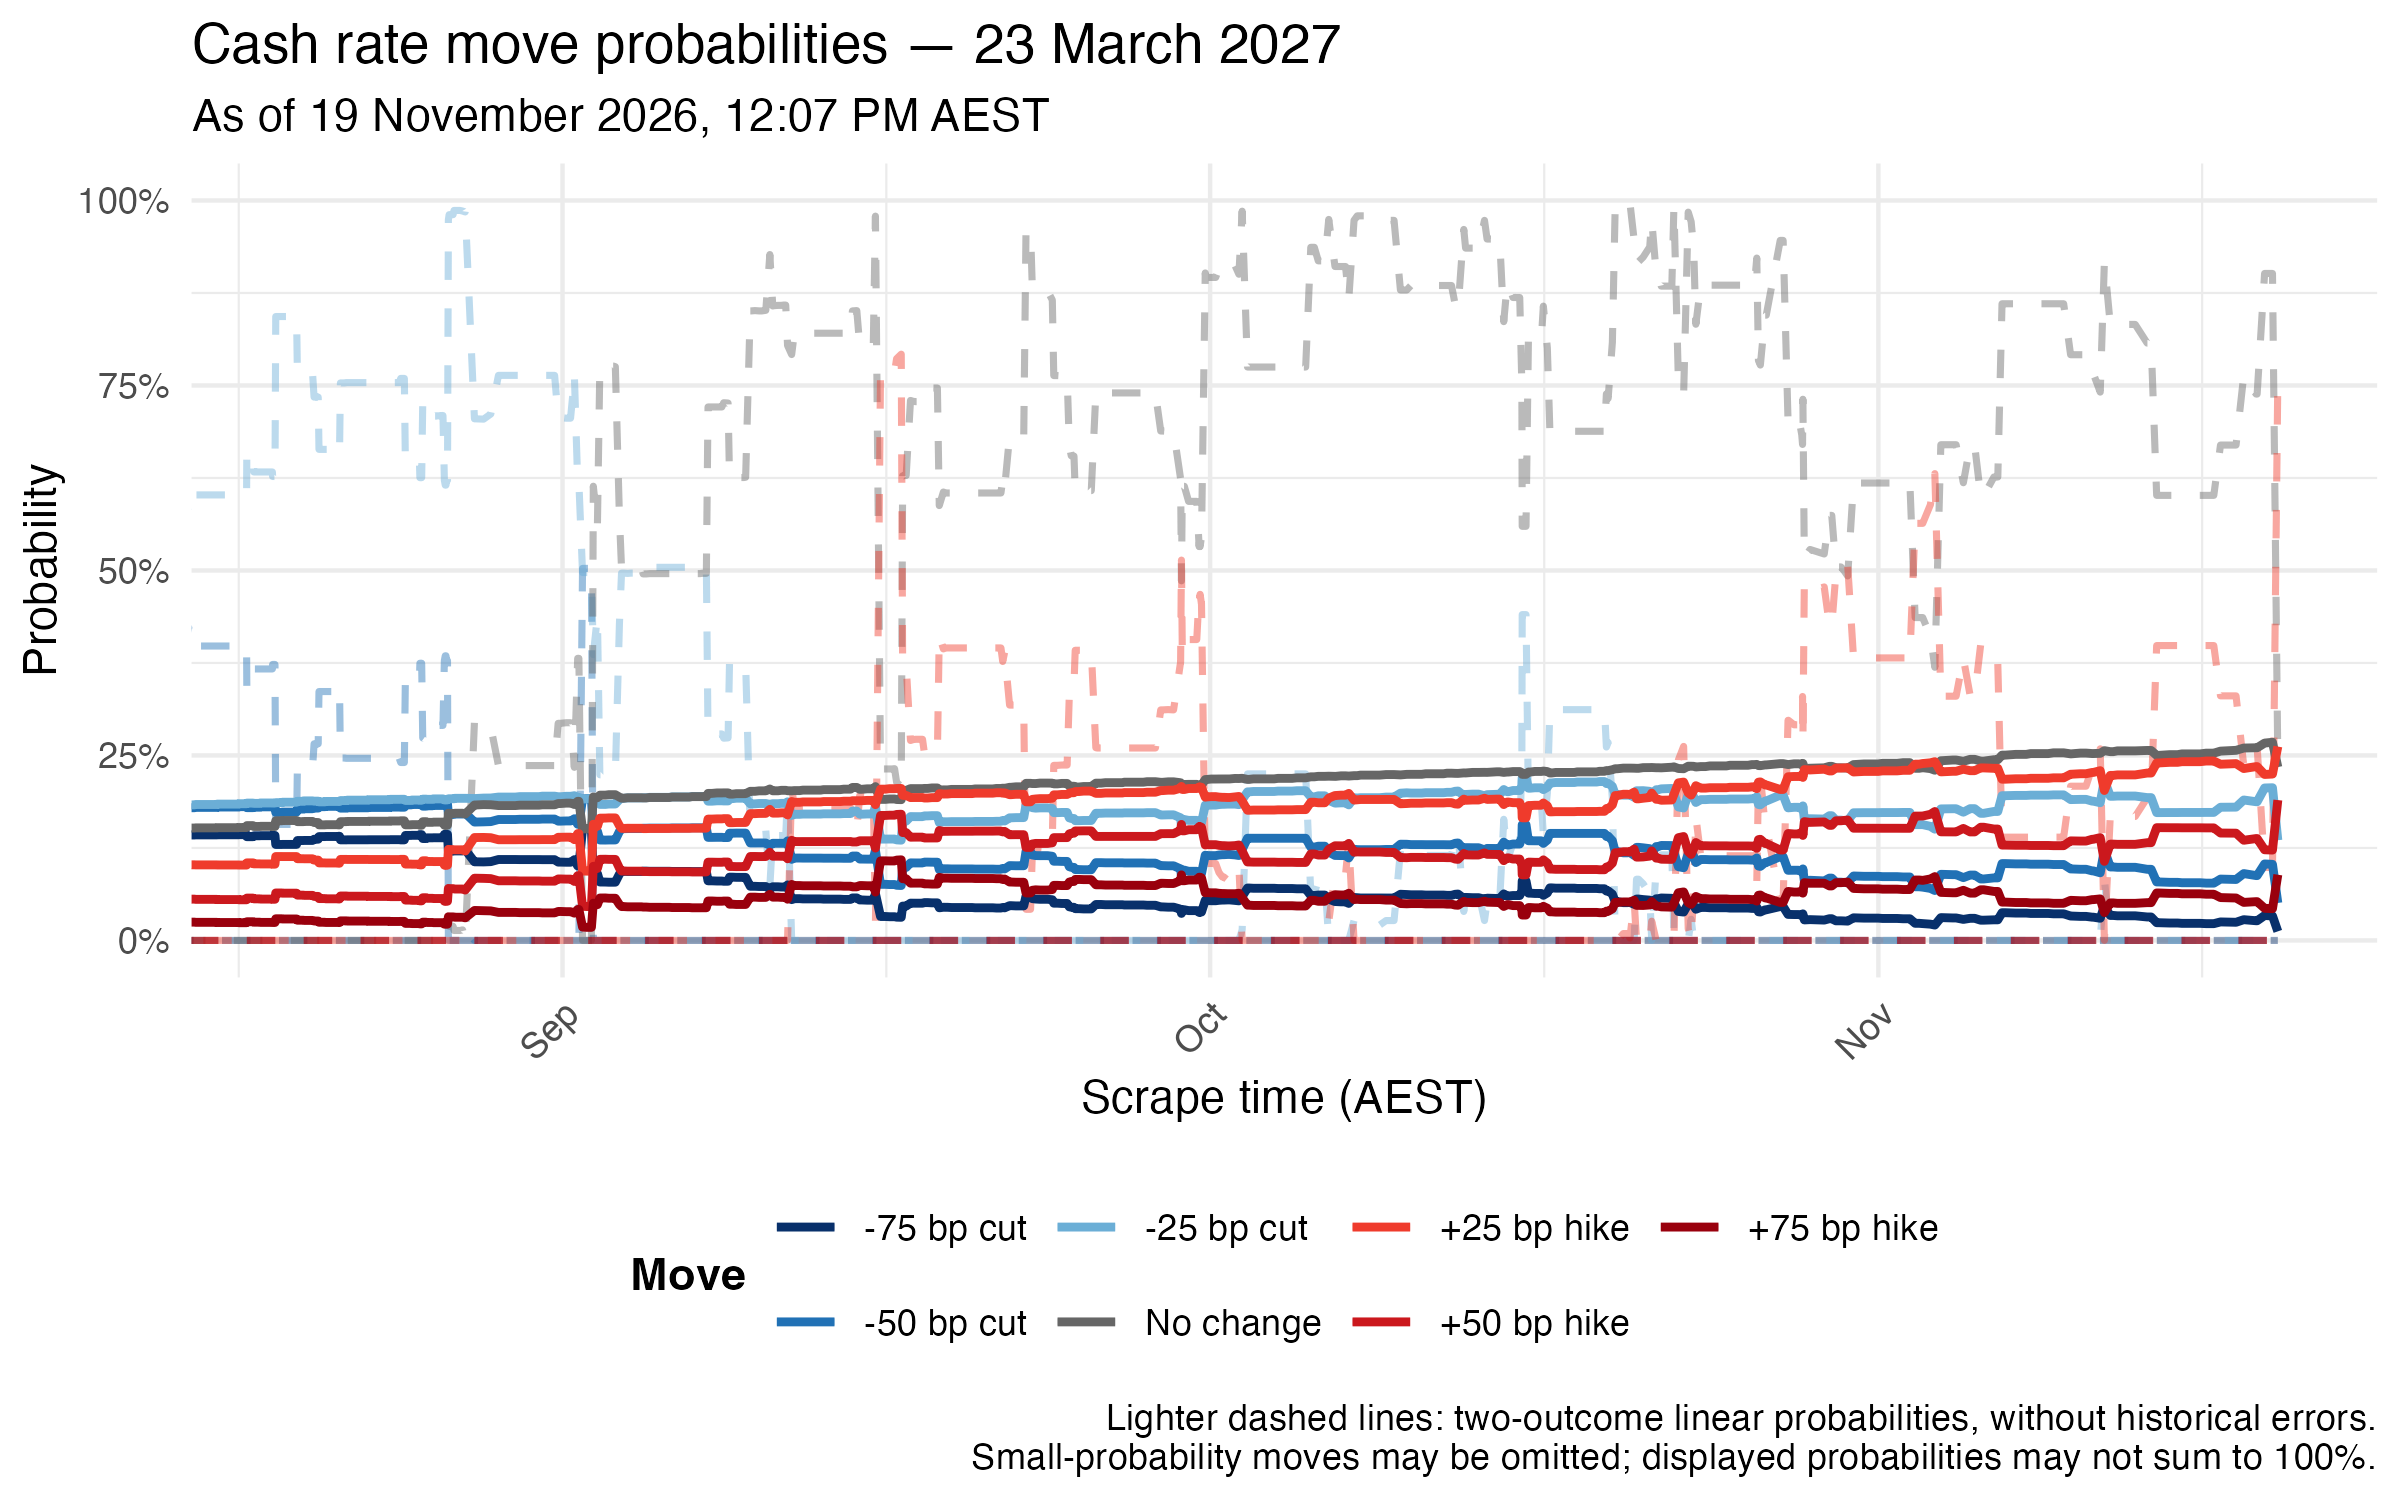 Cash rate move probabilities — 23 March 2027
As of 19 November 2026, 12:07 PM AEST
Probability
100%
75%
50%
25%
0%
Sep
Oct
Nov
Scrape time (AEST)
Move
-75 bp cut
-25 bp cut
+25 bp hike
+75 bp hike
-50 bp cut
No change
+50 bp hike
Lighter dashed lines: two-outcome linear probabilities, without historical errors.
Small-probability moves may be omitted; displayed probabilities may not sum to 100%.